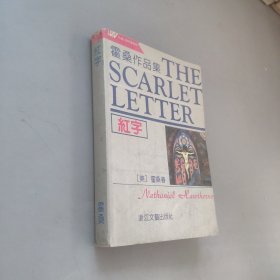 霍桑作品集
THE
SCARLET
LETTER
紅字
[美] 霍桑著
Nathaniel Hawthorne
浙江文艺出版社